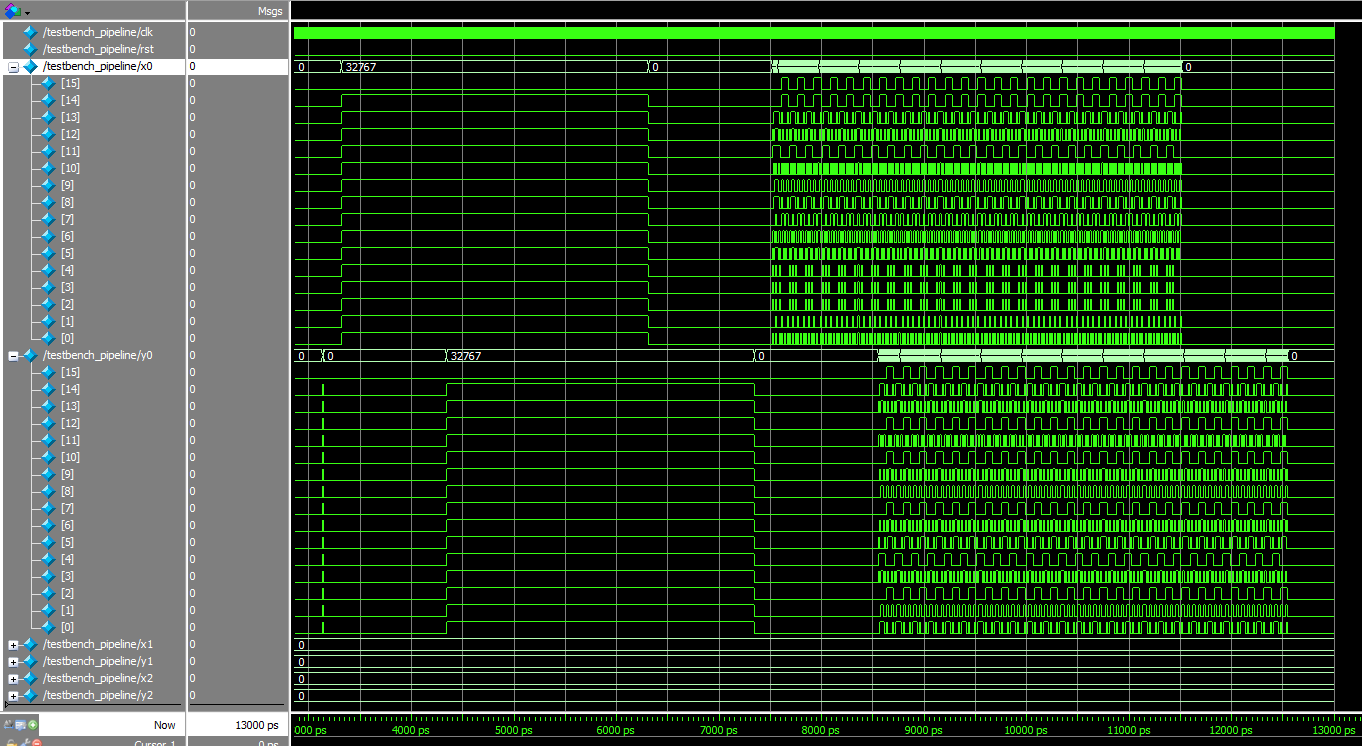 Msgs
/testbench_pipeline/clk 0
/testbench_pipeline/rst 0
/testbench_pipeline/x0 0 0 32767 0 0
[15] 0
[14] 0
[13] 0
[12] 0
[11] 0
[10] 0
[9] 0
[8] 0
[7] 0
[6] 0
[5] 0
[4] 0
[3] 0
[2] 0
[1] 0
[0] 0
/testbench_pipeline/y0 0 0 0 32767 0 0
[15] 0
[14] 0
[13] 0
[12] 0
[11] 0
[10] 0
[9] 0
[8] 0
[7] 0
[6] 0
[5] 0
[4] 0
[3] 0
[2] 0
[1] 0
[0] 0
/testbench_pipeline/x1 0 0
/testbench_pipeline/y1 0 0
/testbench_pipeline/x2 0 0
/testbench_pipeline/y2 0 0
Now 13000 ps 000 ps 4000 ps 5000 ps 6000 ps 7000 ps 8000 ps 9000 ps 10000 ps 11000 ps 12000 ps 13000 ps
Cursor 1 0 ps